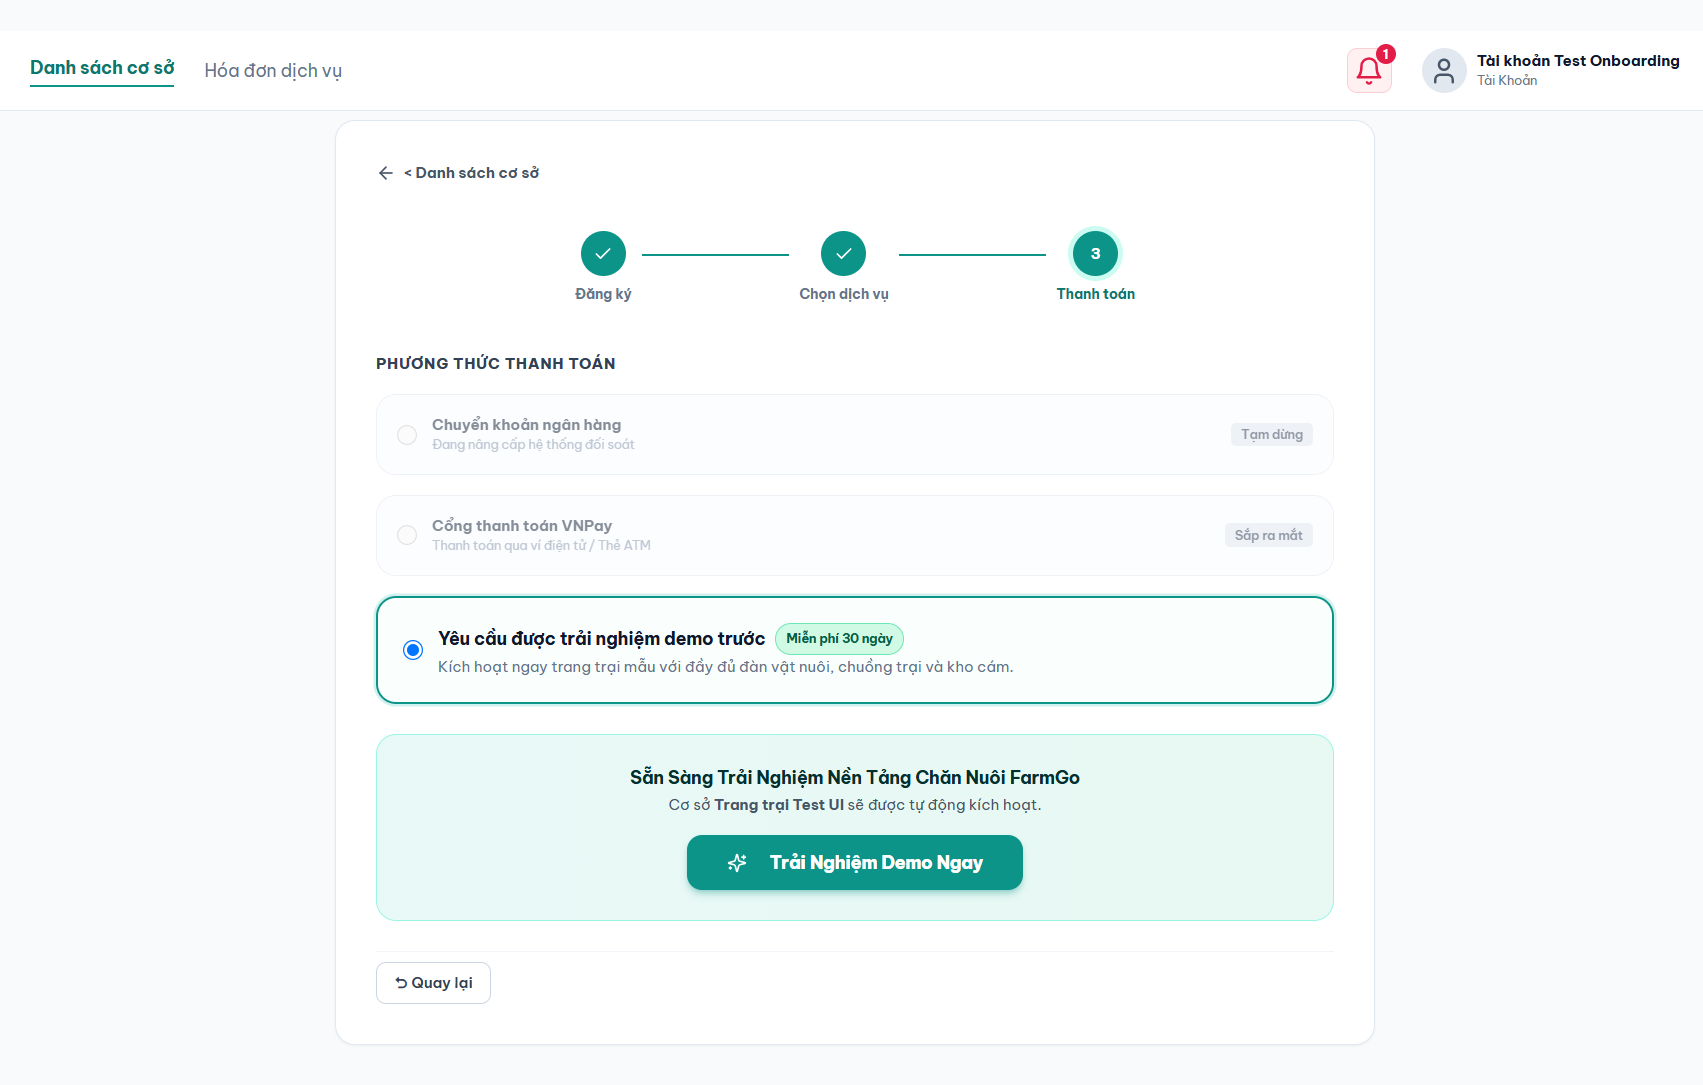 Danh sách cơ sở
Hóa đơn dịch vụ
1
Tài khoản Test Onboarding
Tài Khoản
< Danh sách cơ sở
Đăng ký
Chọn dịch vụ
3
Thanh toán
PHƯƠNG THỨC THANH TOÁN
Chuyển khoản ngân hàng
Đang nâng cấp hệ thống đối soát
Tạm dừng
Cổng thanh toán VNPay
Thanh toán qua ví điện tử / Thẻ ATM
Sắp ra mắt
Yêu cầu được trải nghiệm demo trước
Miễn phí 30 ngày
Kích hoạt ngay trang trại mẫu với đầy đủ đàn vật nuôi, chuồng trại và kho cám.
Sẵn Sàng Trải Nghiệm Nền Tảng Chăn Nuôi FarmGo
Cơ sở Trang trại Test UI sẽ được tự động kích hoạt.
Trải Nghiệm Demo Ngay
⮌ Quay lại